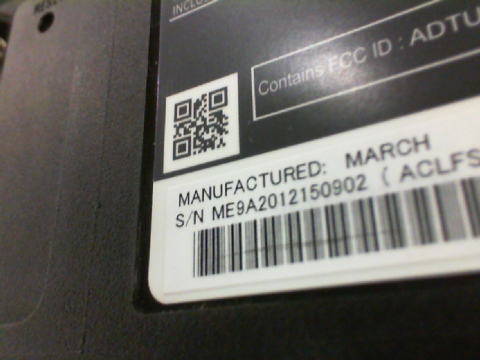 Contains FCC ID : ADTU
MANUFACTURED: MARCH
S/N ME9A2012150902 ( ACLFS